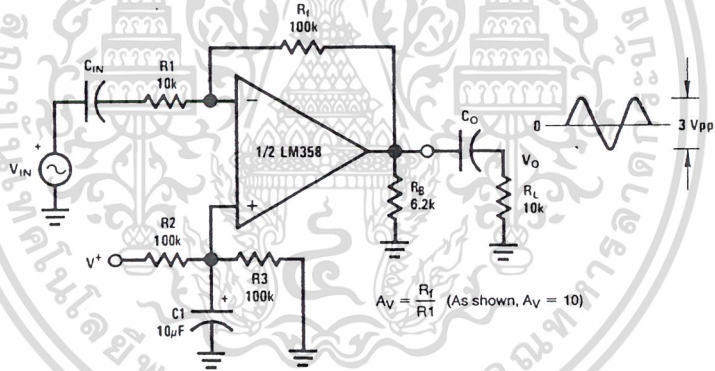 Rf
100k
CIN
R1
10k
CO
0
3 Vpp
1/2 LM358
VIN
VO
RB
6.2k
RL
10k
R2
100k
V+
R3
100k
C1
10μF
AV = Rf/R1 (As shown, AV = 10)